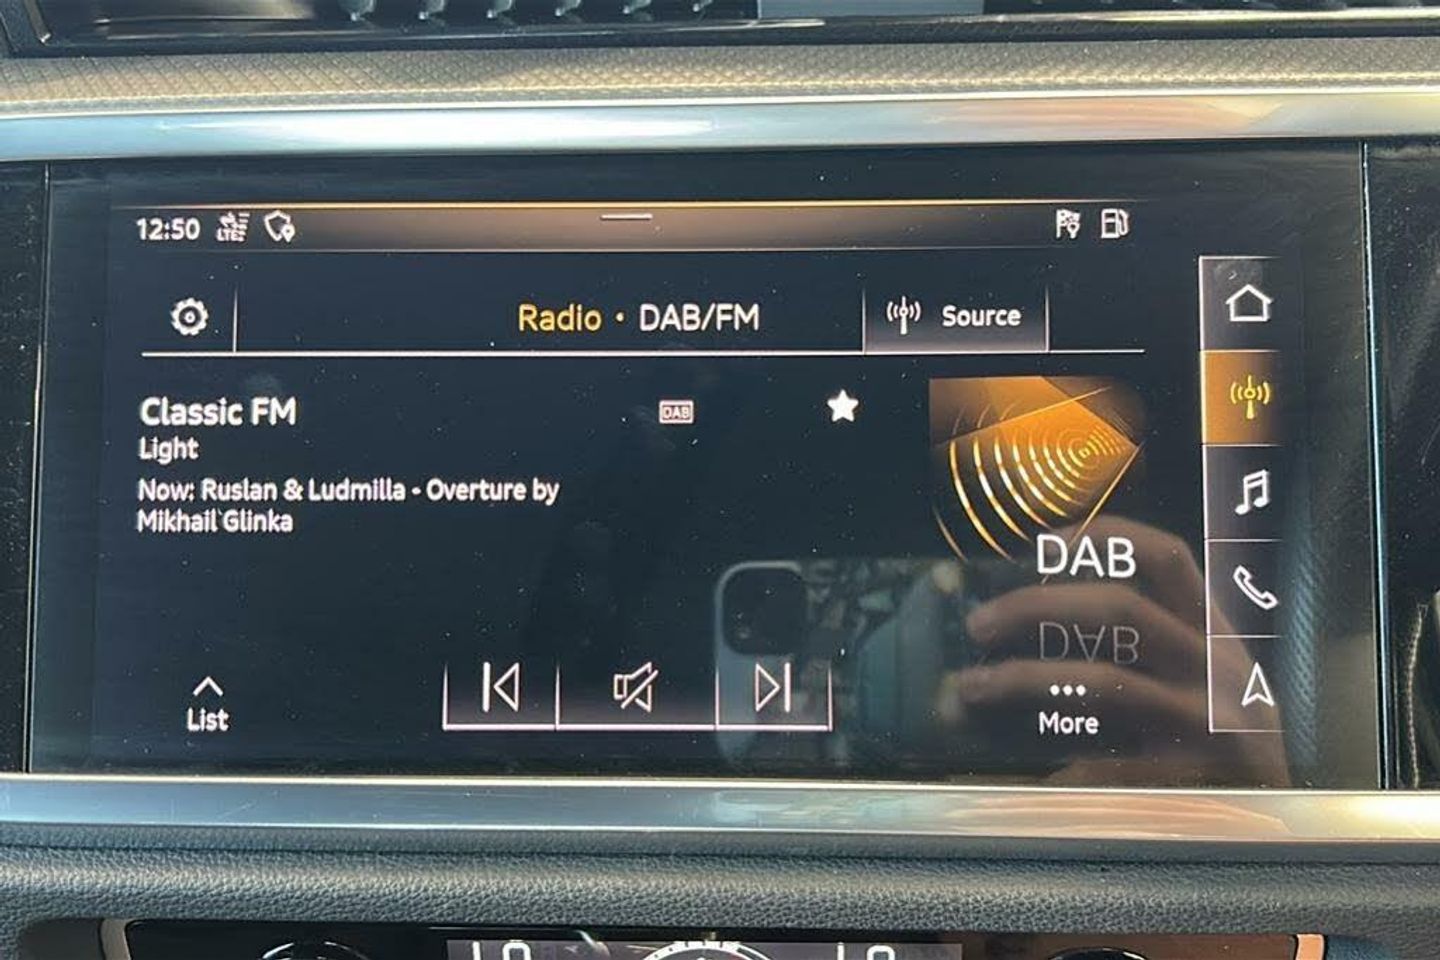 12:50 LTE
Radio • DAB/FM
Source
Classic FM
DAB
Light
Now: Ruslan & Ludmilla - Overture by
Mikhail Glinka
DAB
List
More